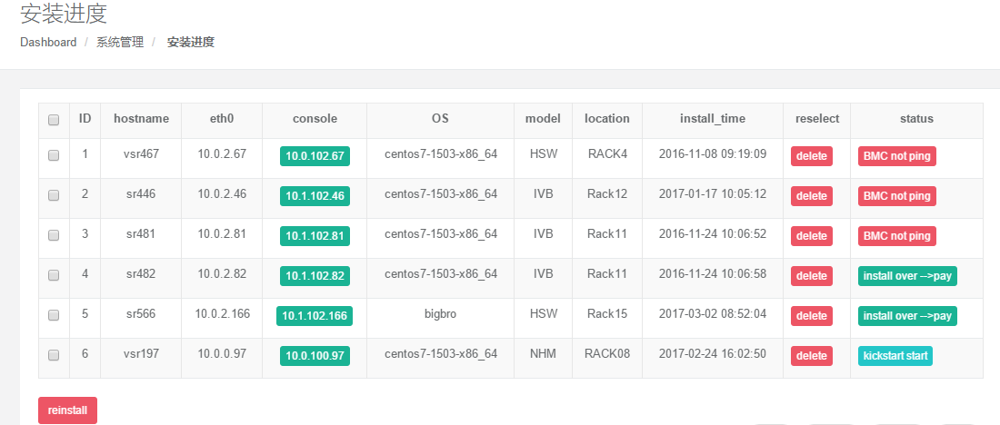 安装进度
Dashboard / 系统管理 / 安装进度
ID hostname eth0 console OS model location install_time reselect status
1 vsr467 10.0.2.67 10.0.102.67 centos7-1503-x86_64 HSW RACK4 2016-11-08 09:19:09 delete BMC not ping
2 sr446 10.0.2.46 10.1.102.46 centos7-1503-x86_64 IVB Rack12 2017-01-17 10:05:12 delete BMC not ping
3 sr481 10.0.2.81 10.1.102.81 centos7-1503-x86_64 IVB Rack11 2016-11-24 10:06:52 delete BMC not ping
4 sr482 10.0.2.82 10.1.102.82 centos7-1503-x86_64 IVB Rack11 2016-11-24 10:06:58 delete install over -->pay
5 sr566 10.0.2.166 10.1.102.166 bigbro HSW Rack15 2017-03-02 08:52:04 delete install over -->pay
6 vsr197 10.0.0.97 10.0.100.97 centos7-1503-x86_64 NHM RACK08 2017-02-24 16:02:50 delete kickstart start
reinstall